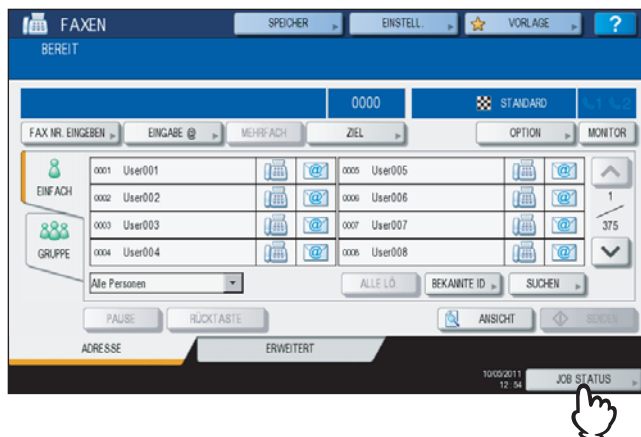 FAXEN SPEICHER EINSTELL. VORLAGE ?
BEREIT
0000 STANDARD 1 2
FAX NR. EINGEBEN EINGABE @ MEHRFACH ZIEL OPTION MONITOR
EINFACH
GRUPPE
0001 User001 0005 User005
0002 User002 0006 User006
0003 User003 0007 User007
0004 User004 0008 User008
1
375
Alle Personen ALLE LÖ. BEKANNTE ID SUCHEN
PAUSE RÜCKTASTE ANSICHT SENDEN
ADRESSE ERWEITERT
10/05/2011
12:54
JOB STATUS